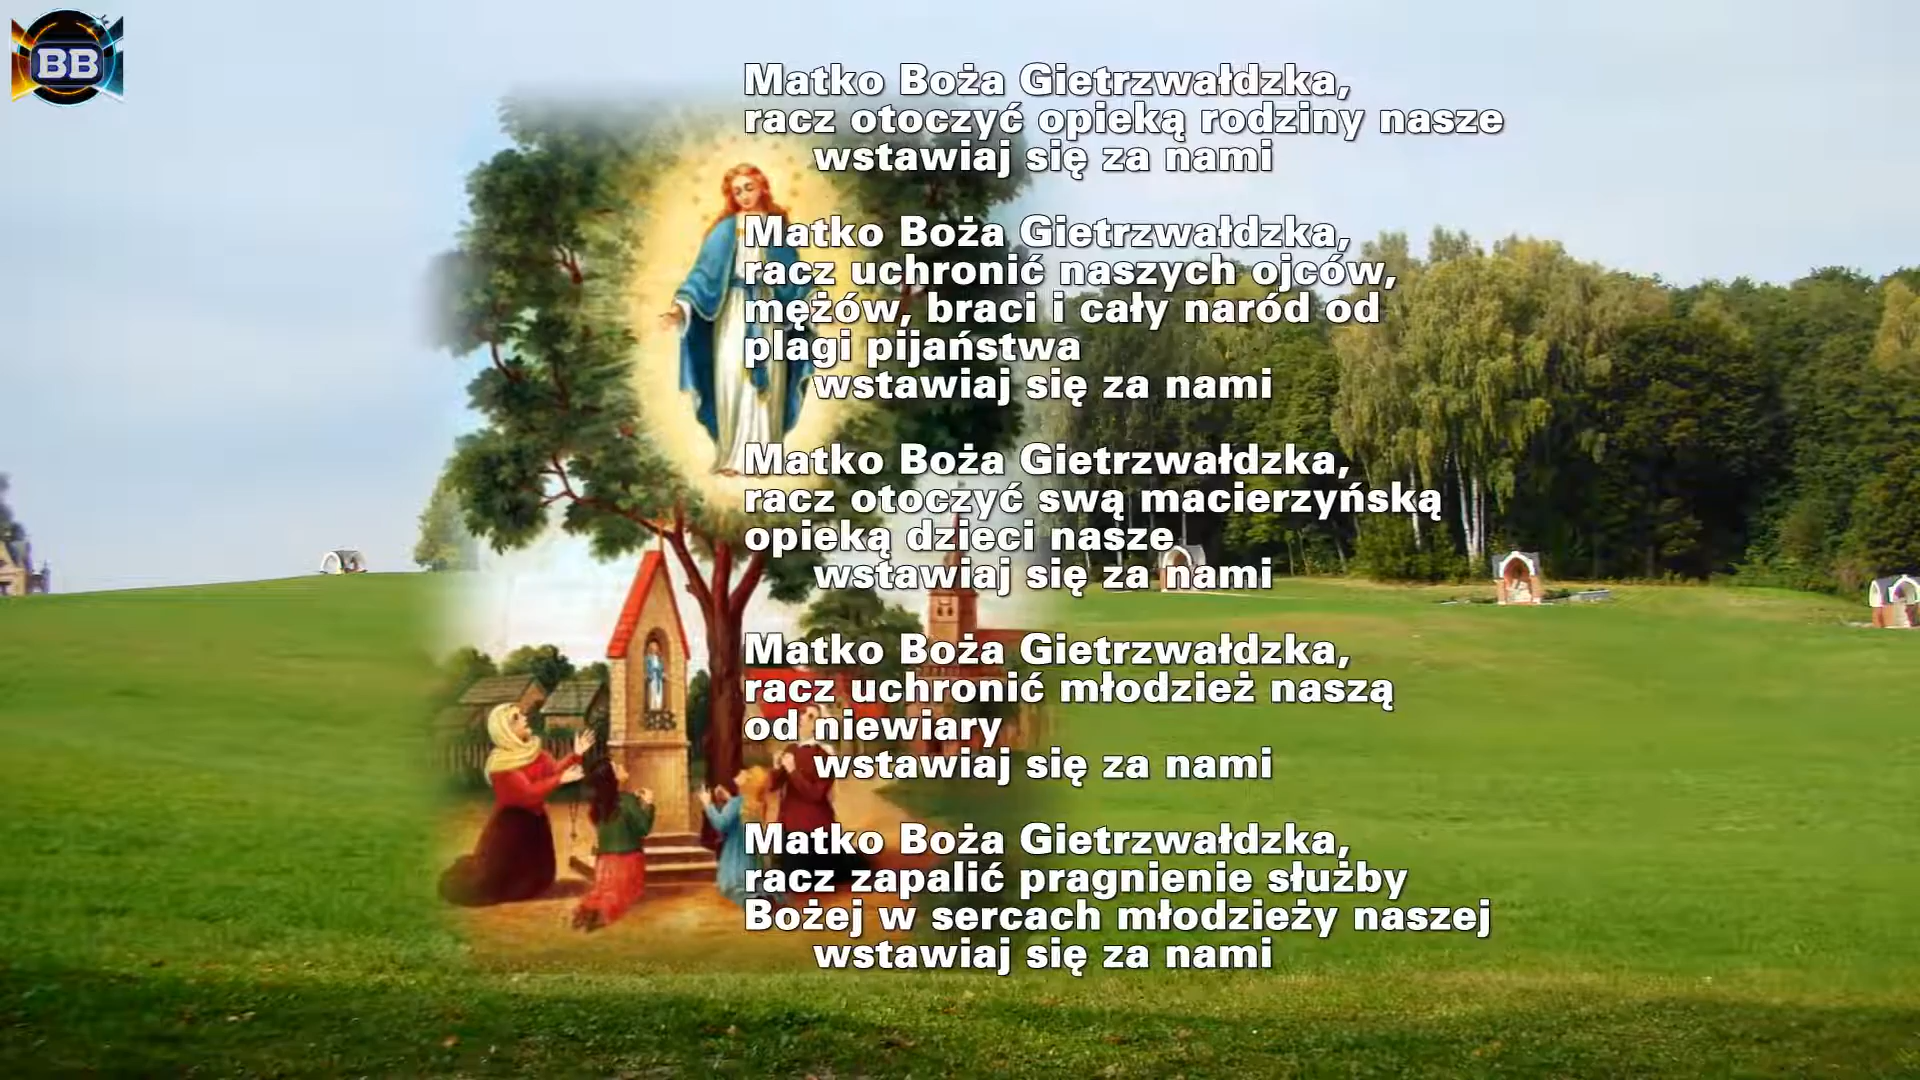 BB
Matko Boża Gietrzwałdzka,
racz otoczyć opieką rodziny nasze
wstawiaj się za nami
Matko Boża Gietrzwałdzka,
racz uchronić naszych ojców,
mężów, braci i cały naród od
plagi pijaństwa
wstawiaj się za nami
Matko Boża Gietrzwałdzka,
racz otoczyć swą macierzyńską
opieką dzieci nasze
wstawiaj się za nami
Matko Boża Gietrzwałdzka,
racz uchronić młodzież naszą
od niewiary
wstawiaj się za nami
Matko Boża Gietrzwałdzka,
racz zapalić pragnienie służby
Bożej w sercach młodzieży naszej
wstawiaj się za nami